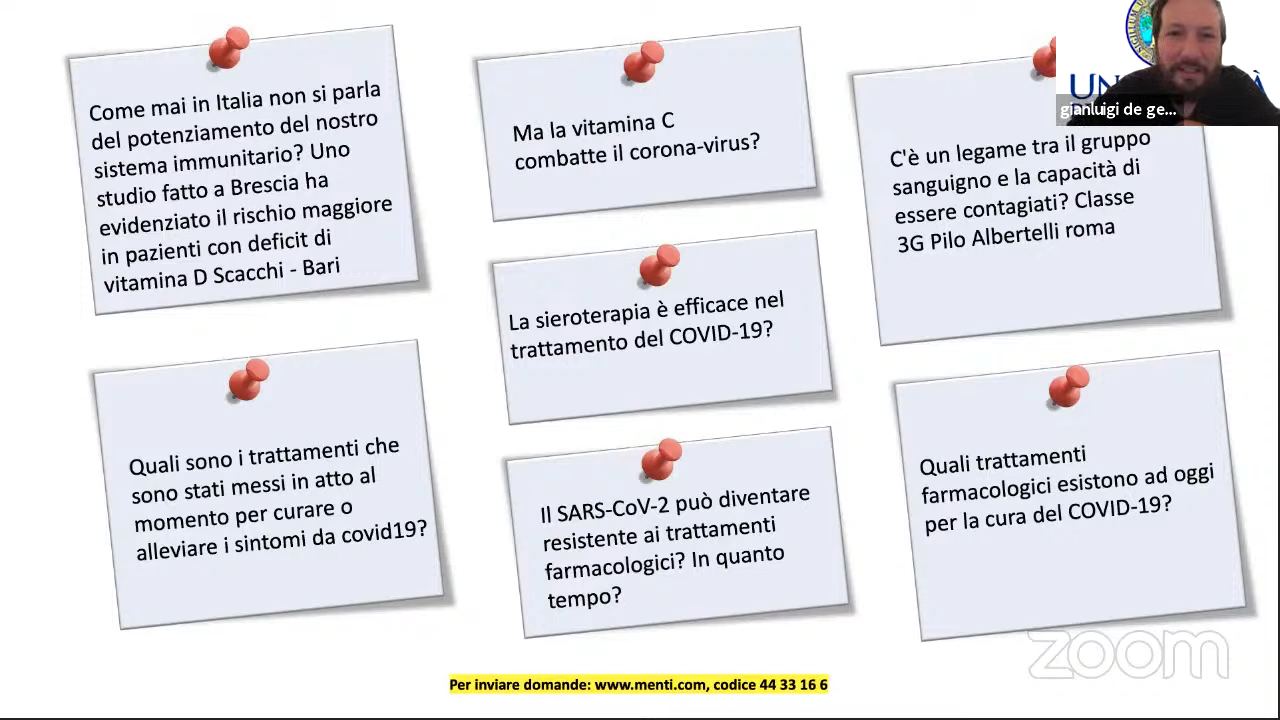 Come mai in Italia non si parla
del potenziamento del nostro
sistema immunitario? Uno
studio fatto a Brescia ha
evidenziato il rischio maggiore
in pazienti con deficit di
vitamina D Scacchi - Bari
Ma la vitamina C
combatte il corona-virus?
gianluigi de ge...
C'è un legame tra il gruppo
sanguigno e la capacità di
essere contagiati? Classe
3G Pilo Albertelli roma
La sieroterapia è efficace nel
trattamento del COVID-19?
Quali sono i trattamenti che
sono stati messi in atto al
momento per curare o
alleviare i sintomi da covid19?
Il SARS-CoV-2 può diventare
resistente ai trattamenti
farmacologici? In quanto
tempo?
Quali trattamenti
farmacologici esistono ad oggi
per la cura del COVID-19?
zoom
Per inviare domande: www.menti.com, codice 44 33 16 6